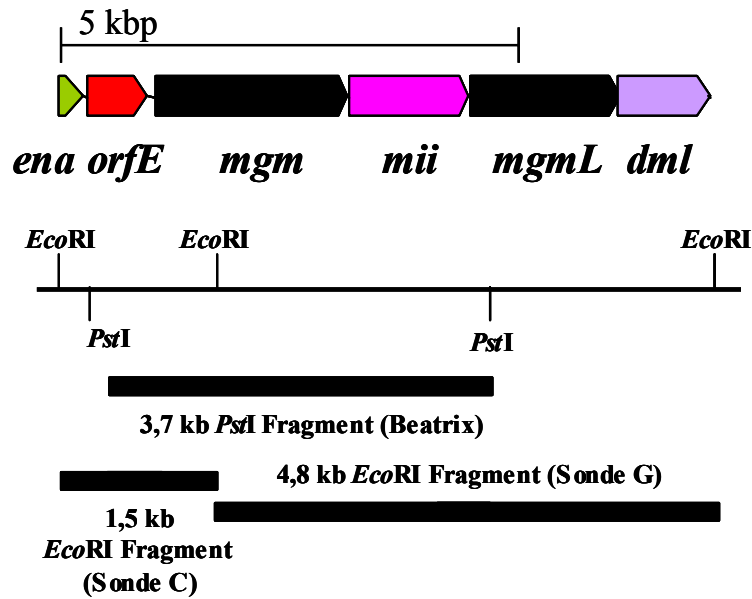 5 kbp
ena orfE mgm mii mgmL dml
EcoRI EcoRI EcoRI
PstI PstI
3,7 kb PstI Fragment (Beatrix)
4,8 kb EcoRI Fragment (Sonde G)
1,5 kb
EcoRI Fragment
(Sonde C)